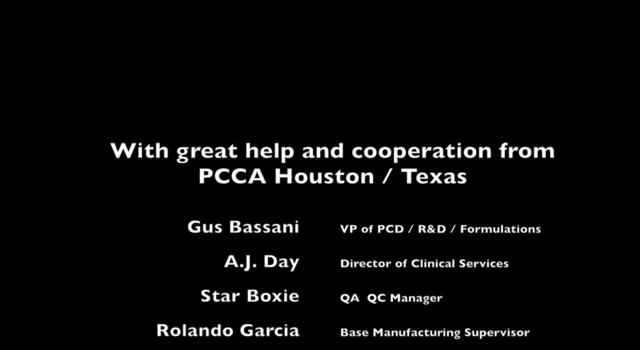 With great help and cooperation from
PCCA Houston / Texas
Gus Bassani VP of PCD / R&D / Formulations
A.J. Day Director of Clinical Services
Star Boxie QA QC Manager
Rolando Garcia Base Manufacturing Supervisor